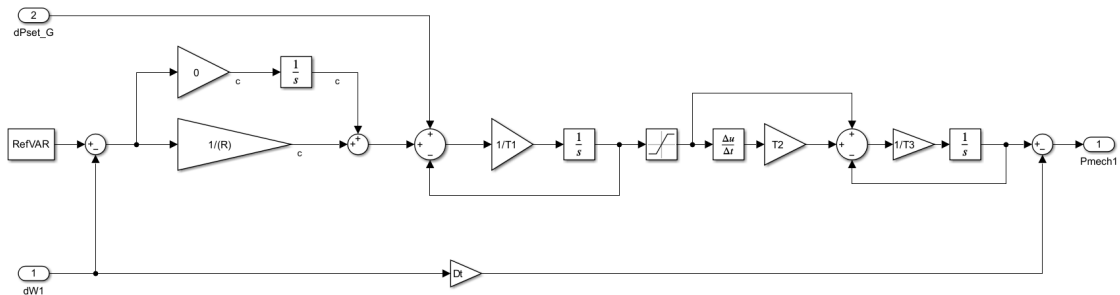 2
dPset_G
0
c
1
s
c
RefVAR
+
−
1/(R)
c
+
+
+
+
−
1/T1
1
s
Δu
Δt
T2
+
+
−
1/T3
1
s
+
−
1
Pmech1
1
dW1
Dt